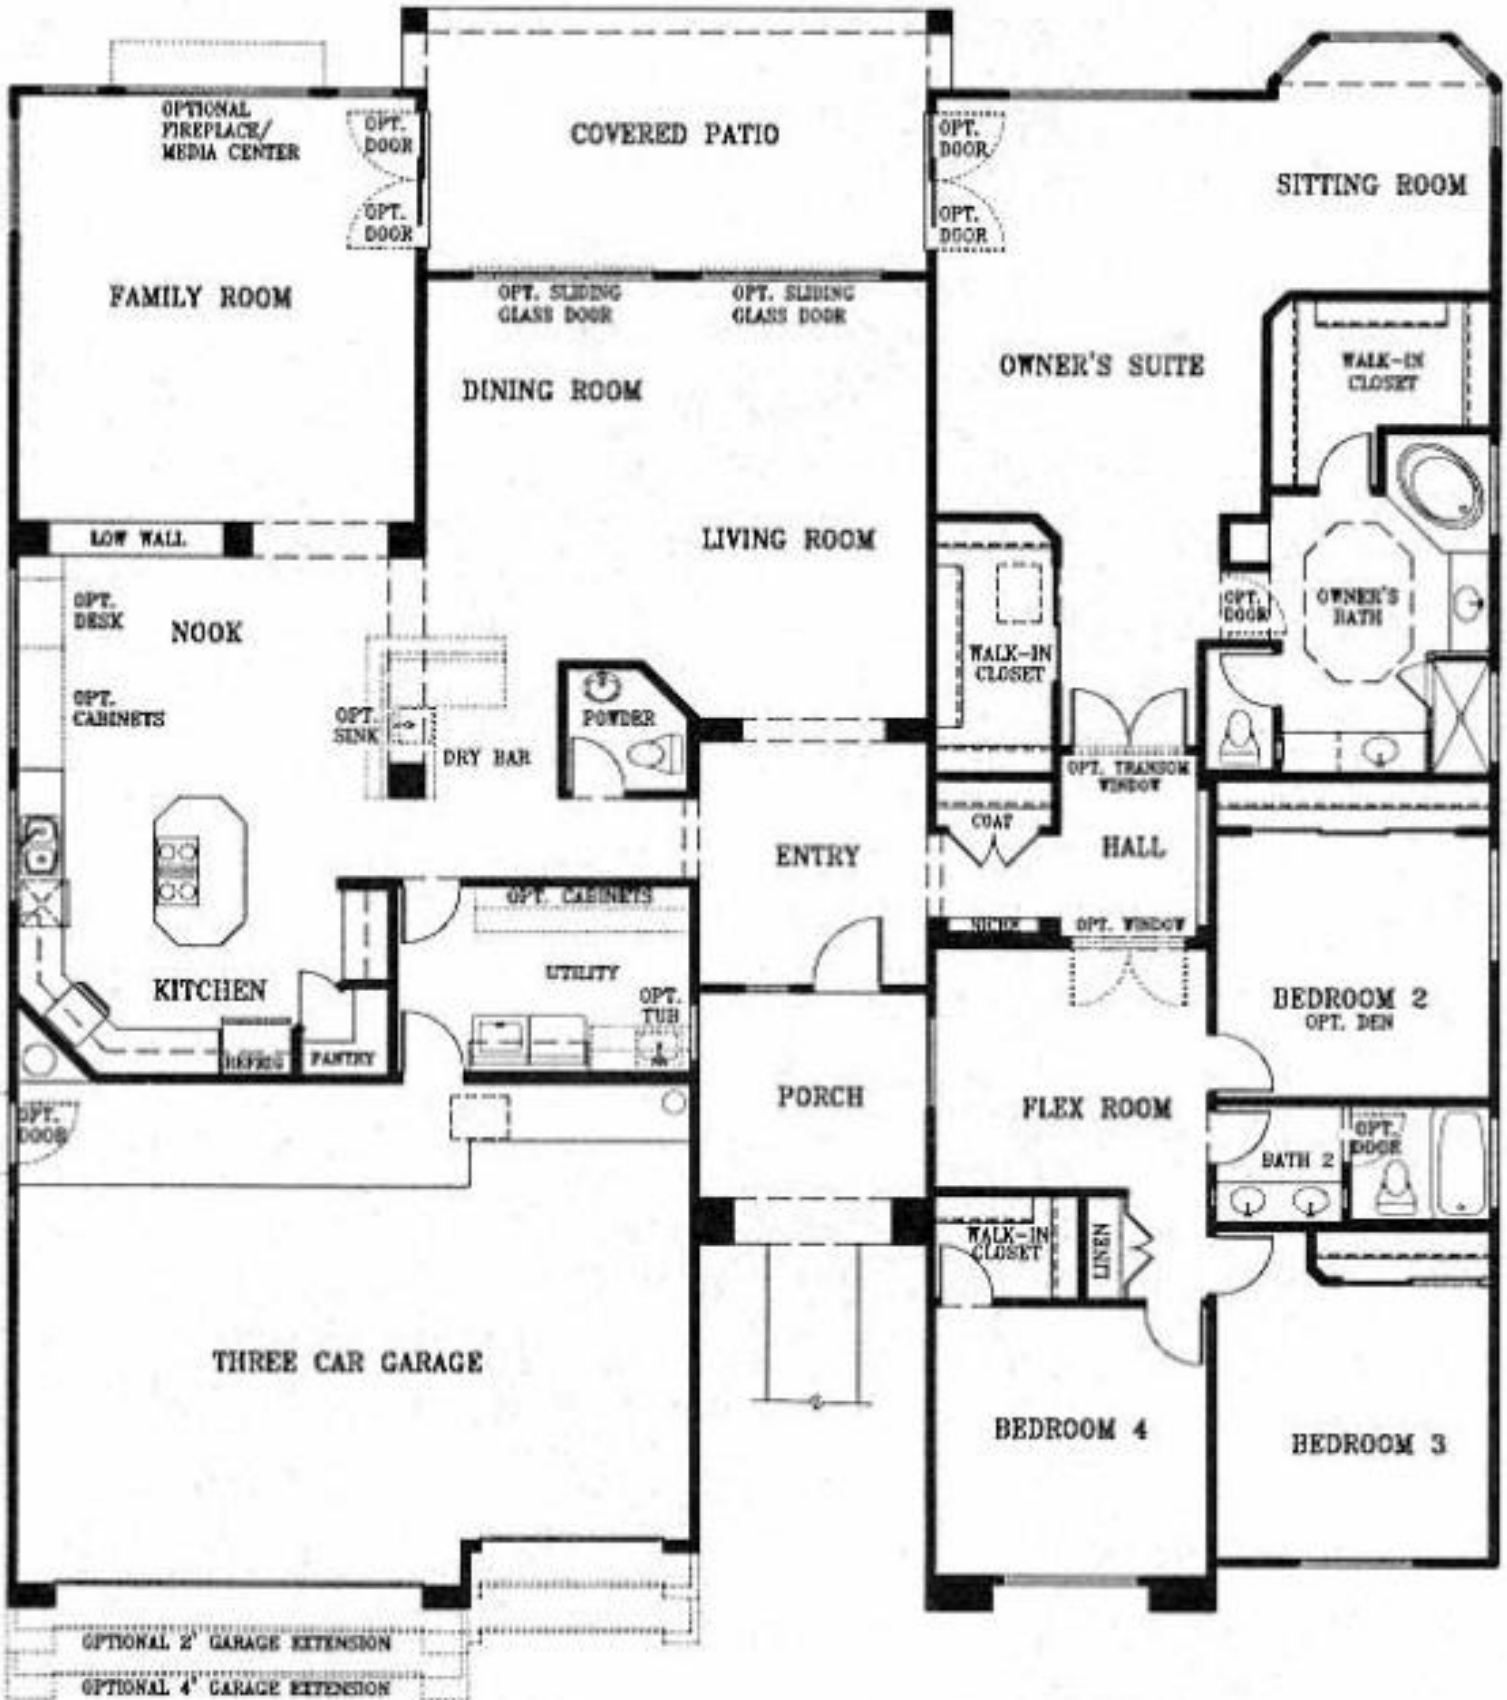 COVERED PATIO
OPTIONAL
FIREPLACE/
MEDIA CENTER
OPT.
DOOR
OPT.
DOOR
OPT.
DOOR
OPT.
DOOR
SITTING ROOM
FAMILY ROOM
OPT. SLIDING
GLASS DOOR
OPT. SLIDING
GLASS DOOR
DINING ROOM
OWNER'S SUITE
WALK-IN
CLOSET
LOW WALL
LIVING ROOM
OPT.
DESK
NOOK
OPT.
DOOR
OWNER'S
BATH
WALK-IN
CLOSET
OPT.
CABINETS
OPT.
SINK
DRY BAR
POWDER
OPT. TRANSOM
WINDOW
COAT
HALL
ENTRY
OPT. CABINETS
NICHE
OPT. WINDOW
KITCHEN
UTILITY
OPT.
TUB
REFRIG
PANTRY
BEDROOM 2
OPT. DEN
PORCH
FLEX ROOM
OPT.
DOOR
BATH 2
OPT.
DOOR
WALK-IN
CLOSET
LINEN
THREE CAR GARAGE
BEDROOM 4
BEDROOM 3
OPTIONAL 2' GARAGE EXTENSION
OPTIONAL 4' GARAGE EXTENSION